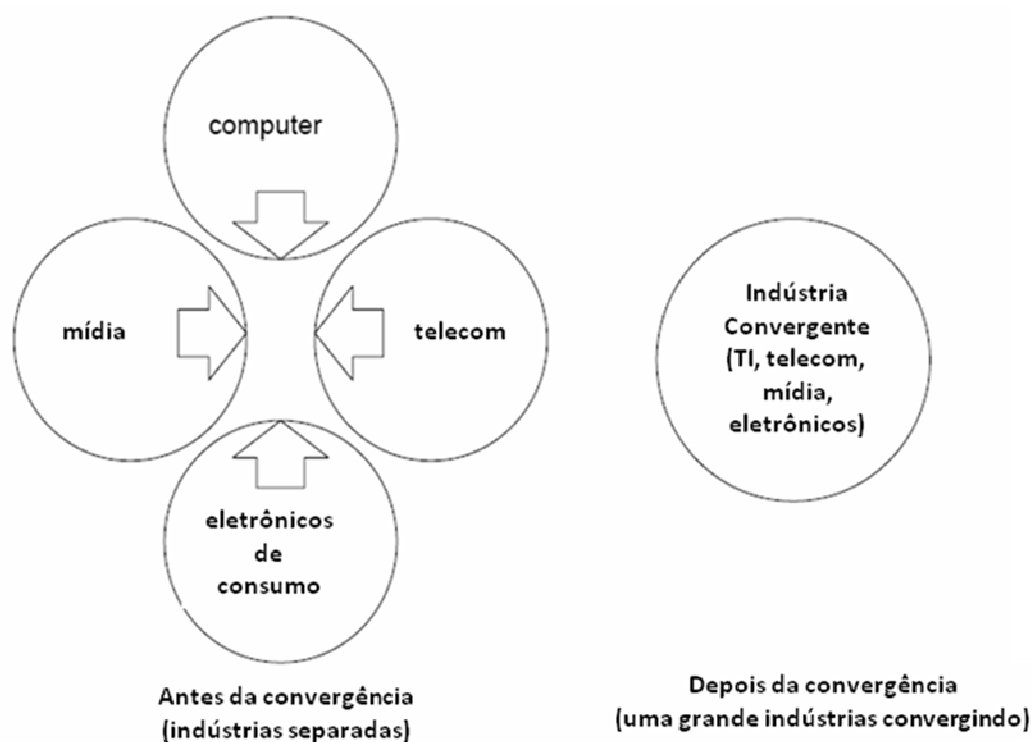 computer
mídia
telecom
eletrônicos
de
consumo
Antes da convergência
(indústrias separadas)
Indústria
Convergente
(TI, telecom,
mídia,
eletrônicos)
Depois da convergência
(uma grande indústrias convergindo)